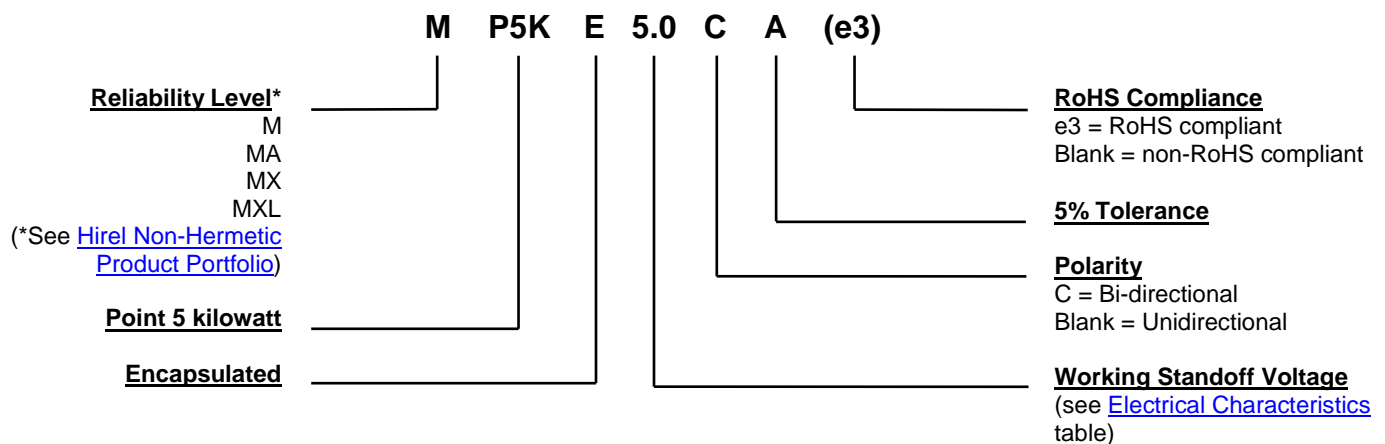 M P5K E 5.0 C A (e3)
Reliability Level*
M
MA
MX
MXL
(*See Hirel Non-Hermetic
Product Portfolio)
Point 5 kilowatt
Encapsulated
RoHS Compliance
e3 = RoHS compliant
Blank = non-RoHS compliant
5% Tolerance
Polarity
C = Bi-directional
Blank = Unidirectional
Working Standoff Voltage
(see Electrical Characteristics
table)